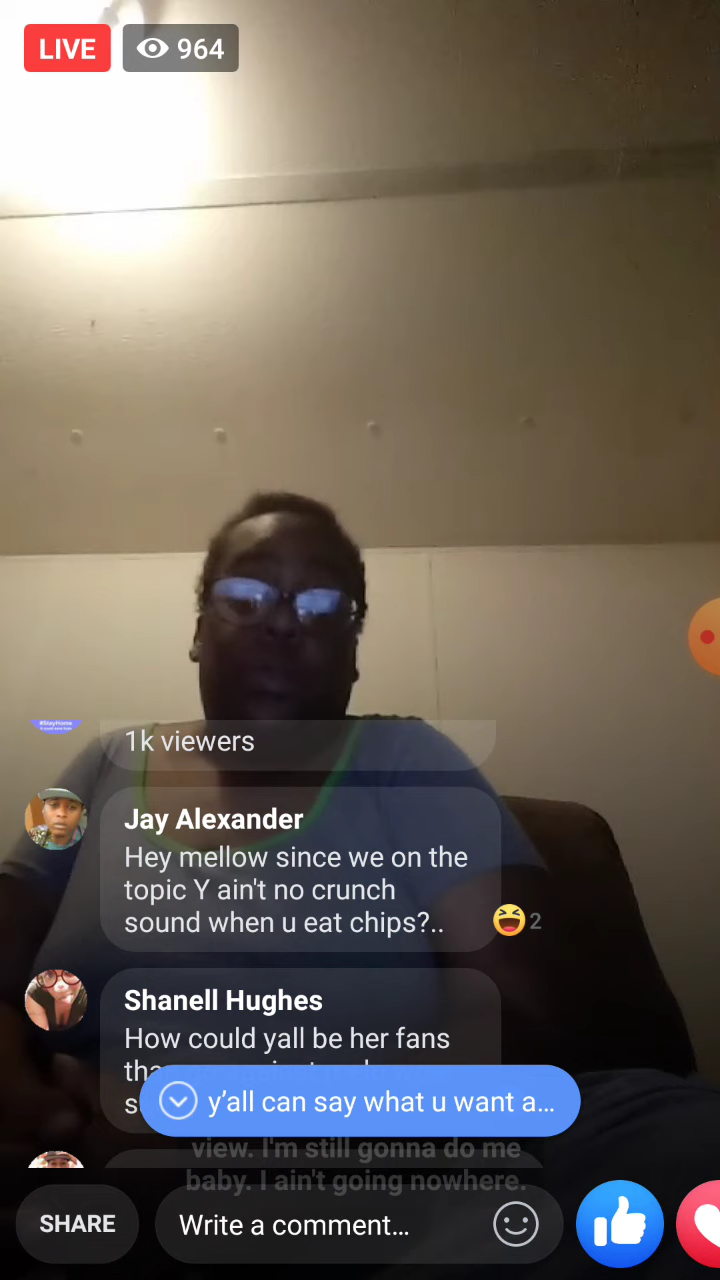 LIVE
964
#StayHome
1k viewers
Jay Alexander
Hey mellow since we on the
topic Y ain't no crunch
sound when u eat chips?..
2
Shanell Hughes
How could yall be her fans
y'all can say what u want a...
view. I'm still gonna do me
baby. I ain't going nowhere.
SHARE
Write a comment...